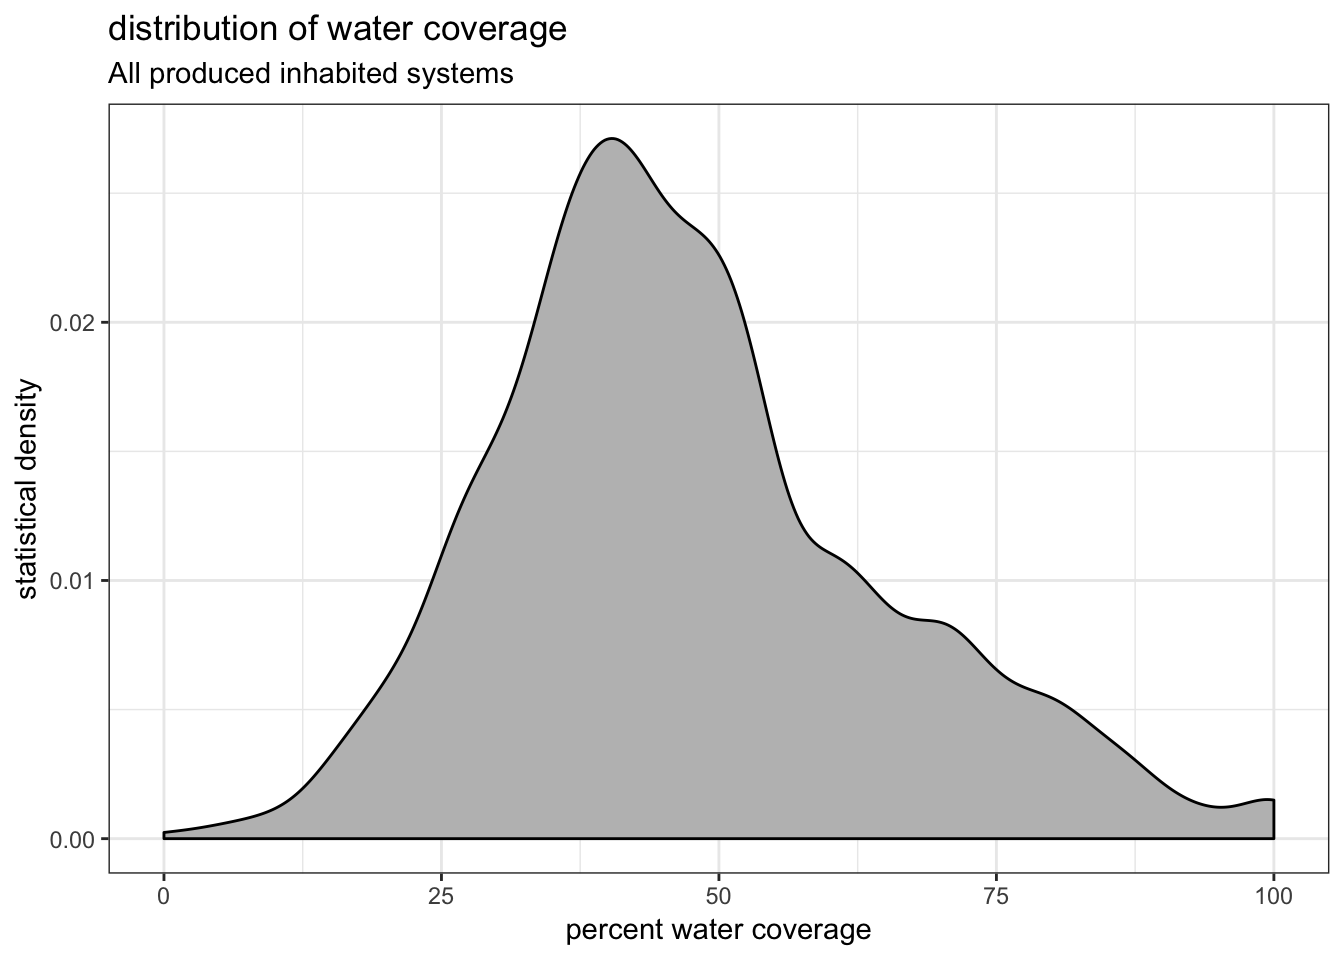 distribution of water coverage
All produced inhabited systems
statistical density
0.02
0.01
0.00
0 25 50 75 100
percent water coverage